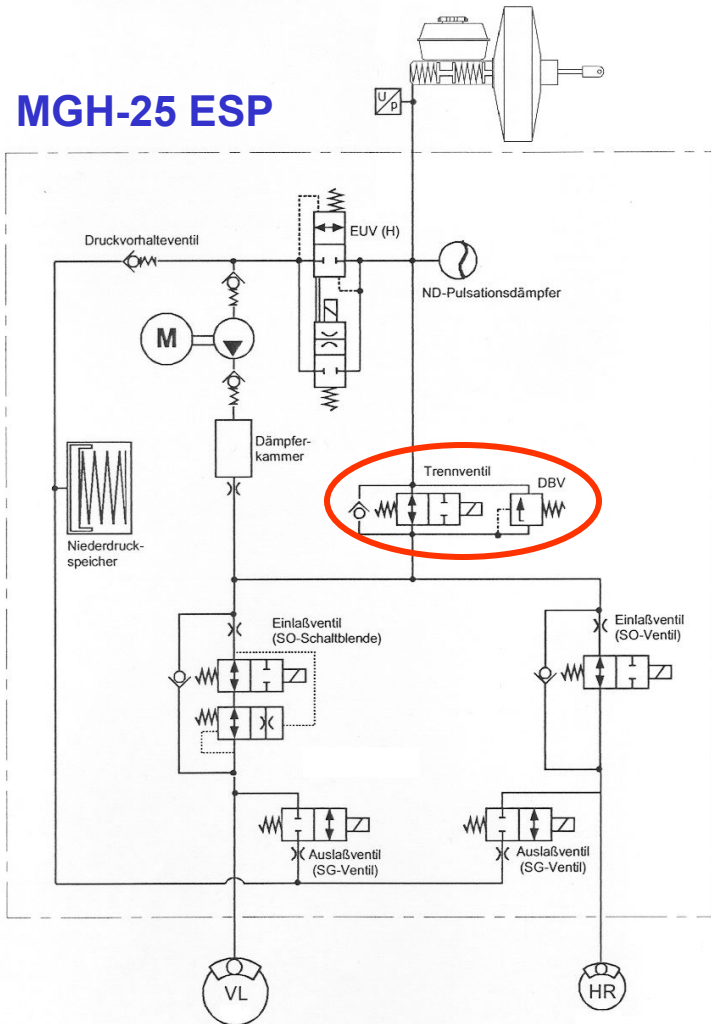 MGH-25 ESP
U/p
EUV (H)
Druckvorhalteventil
ND-Pulsationsdämpfer
M
Dämpfer-
kammer
Trennventil
DBV
Niederdruck-
speicher
Einlaßventil
(SO-Schaltblende)
Einlaßventil
(SO-Ventil)
Auslaßventil
(SG-Ventil)
Auslaßventil
(SG-Ventil)
VL
HR